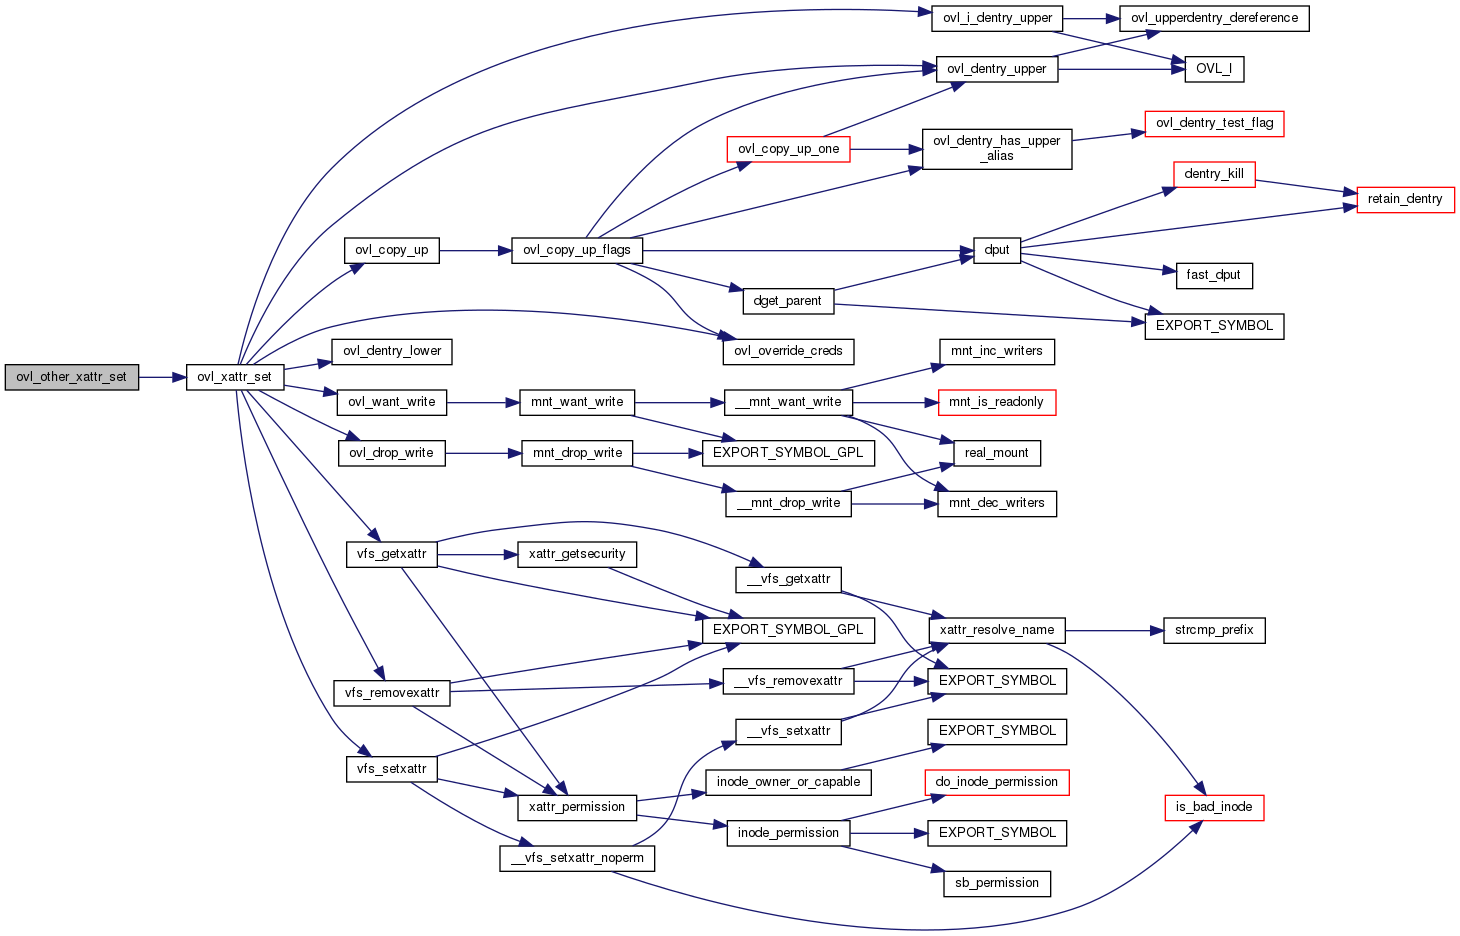 ovl_i_dentry_upper
ovl_upperdentry_dereference
ovl_dentry_upper
OVL_I
ovl_copy_up_one
ovl_dentry_has_upper
_alias
ovl_dentry_test_flag
dentry_kill
retain_dentry
ovl_copy_up
ovl_copy_up_flags
dput
fast_dput
dget_parent
EXPORT_SYMBOL
ovl_dentry_lower
ovl_override_creds
mnt_inc_writers
ovl_other_xattr_set
ovl_xattr_set
ovl_want_write
mnt_want_write
__mnt_want_write
mnt_is_readonly
ovl_drop_write
mnt_drop_write
EXPORT_SYMBOL_GPL
real_mount
__mnt_drop_write
mnt_dec_writers
vfs_getxattr
xattr_getsecurity
__vfs_getxattr
EXPORT_SYMBOL_GPL
xattr_resolve_name
strcmp_prefix
vfs_removexattr
__vfs_removexattr
EXPORT_SYMBOL
__vfs_setxattr
EXPORT_SYMBOL
vfs_setxattr
inode_owner_or_capable
do_inode_permission
xattr_permission
is_bad_inode
inode_permission
EXPORT_SYMBOL
__vfs_setxattr_noperm
sb_permission